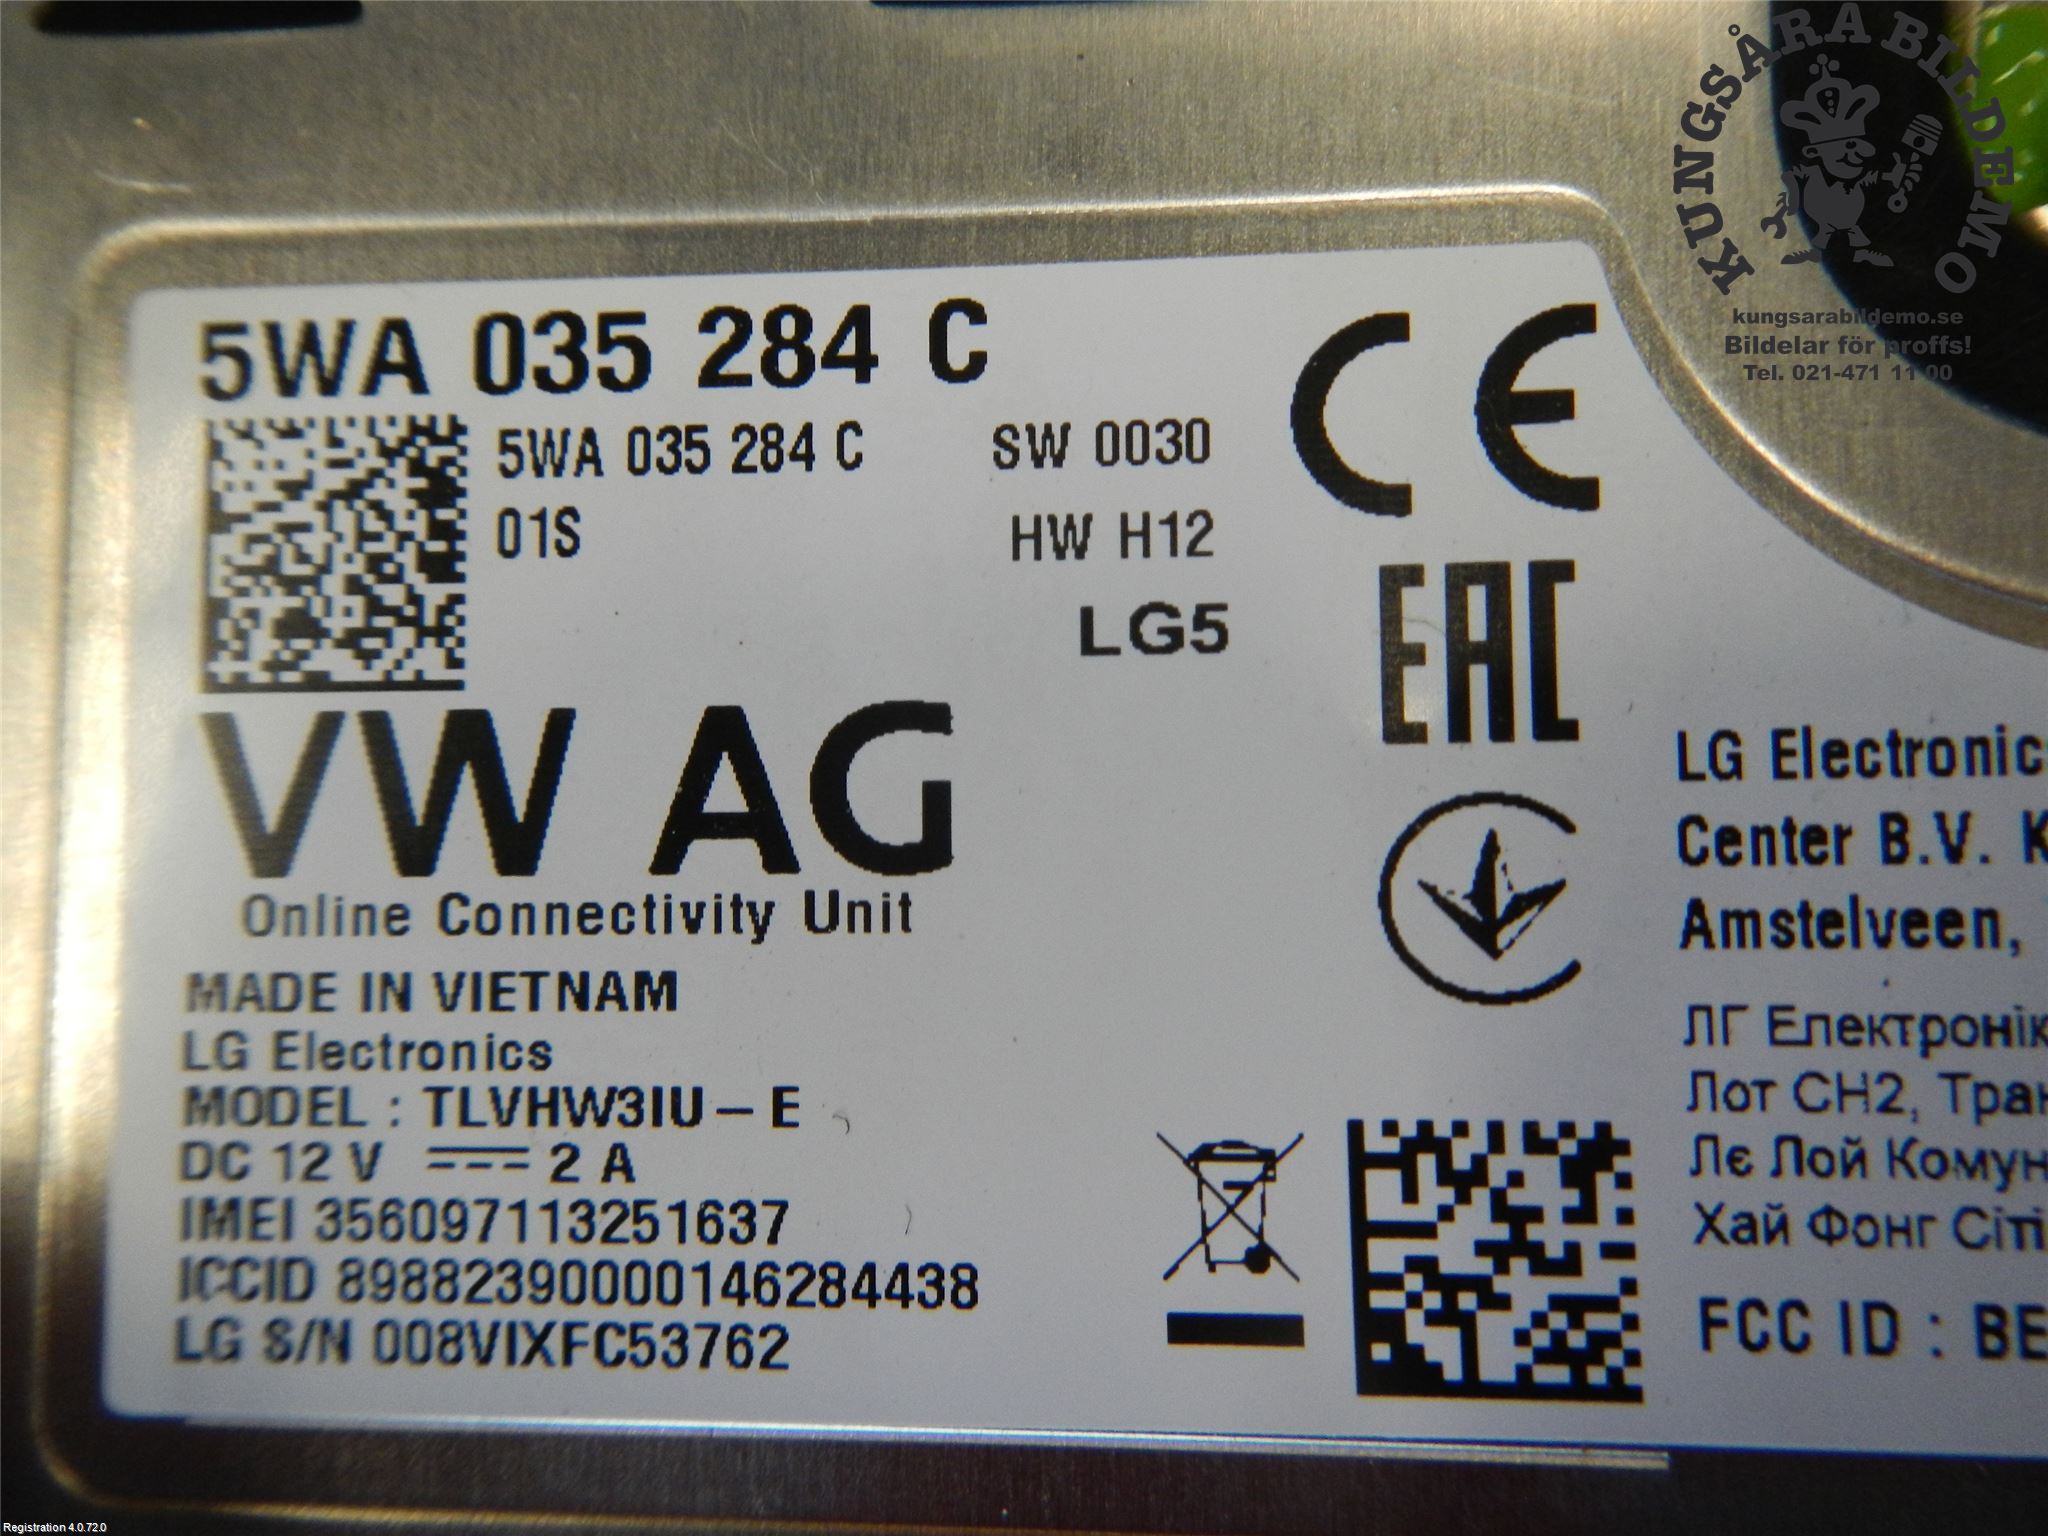 KUNGSÅRA BILDEMO
kungsarabildemo.se
Bildelar för proffs!
Tel. 021-471 11 00
5WA 035 284 C
5WA 035 284 C SW 0030
01S HW H12
LG5
CE
EAC
VW AG
Online Connectivity Unit
MADE IN VIETNAM
LG Electronics
MODEL : TLVHW3IU-E
DC 12 V 2 A
IMEI 356097113251637
ICCID 89882390000146284438
LG S/N 008VIXFC53762
LG Electronic
Center B.V. K
Amstelveen,
ЛГ Електронік
Лот СН2, Тран
Лє Лой Комун
Хай Фонг Сіті
FCC ID : BE
Registration 4.0.72.0